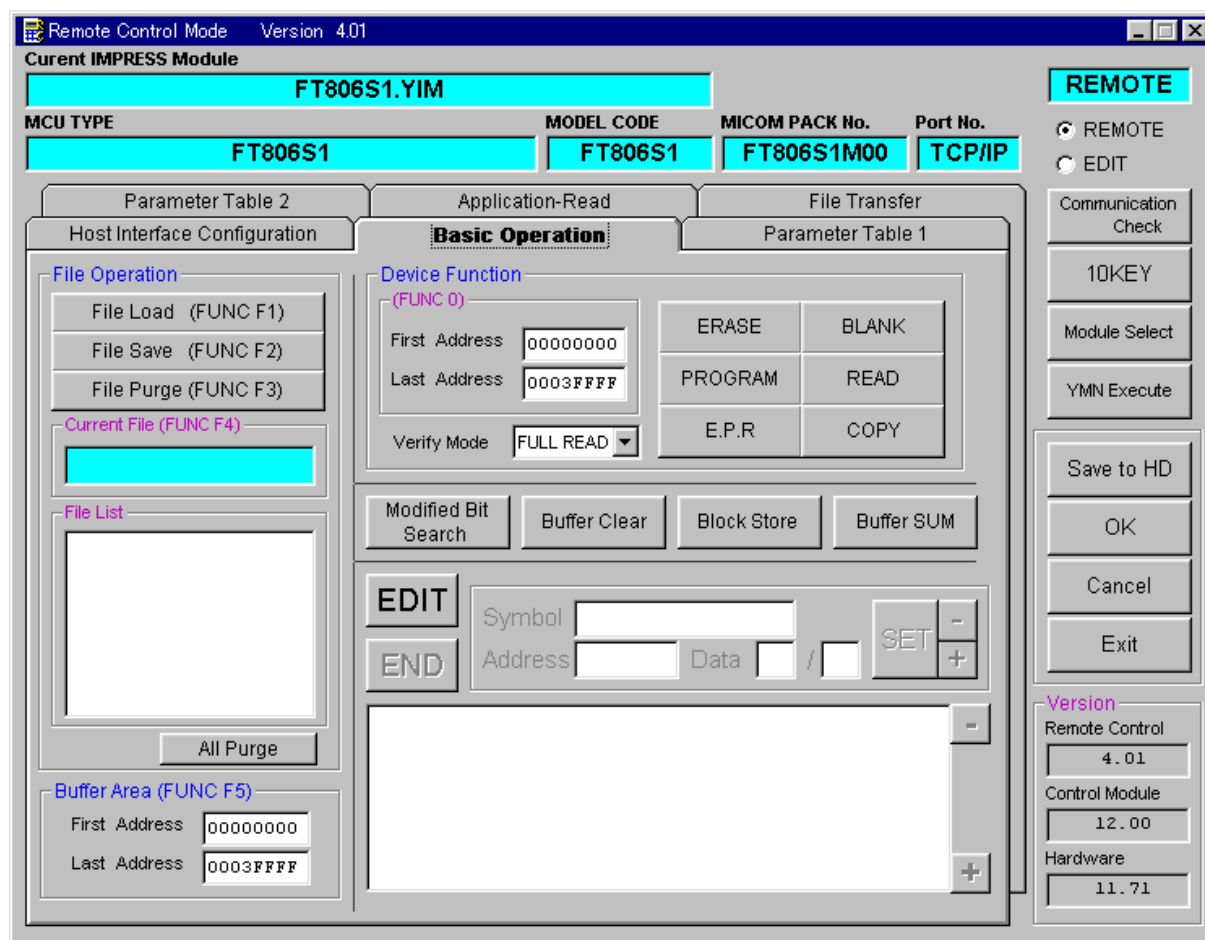 Remote Control Mode Version 4.01
Curent IMPRESS Module
FT806S1.YIM
REMOTE
MCU TYPE MODEL CODE MICOM PACK No. Port No.
FT806S1 FT806S1 FT806S1M00 TCP/IP
REMOTE
EDIT
Parameter Table 2 Application-Read File Transfer
Host Interface Configuration Basic Operation Parameter Table 1
File Operation
File Load (FUNC F1)
File Save (FUNC F2)
File Purge (FUNC F3)
Current File (FUNC F4)
File List
All Purge
Buffer Area (FUNC F5)
First Address 00000000
Last Address 0003FFFF
Device Function
(FUNC 0)
First Address 00000000
Last Address 0003FFFF
Verify Mode FULL READ
ERASE BLANK
PROGRAM READ
E.P.R COPY
Modified Bit
Search
Buffer Clear
Block Store
Buffer SUM
EDIT
END
Symbol
Address Data /
SET
-
+
-
+
Communication
Check
10KEY
Module Select
YMN Execute
Save to HD
OK
Cancel
Exit
Version
Remote Control
4.01
Control Module
12.00
Hardware
11.71